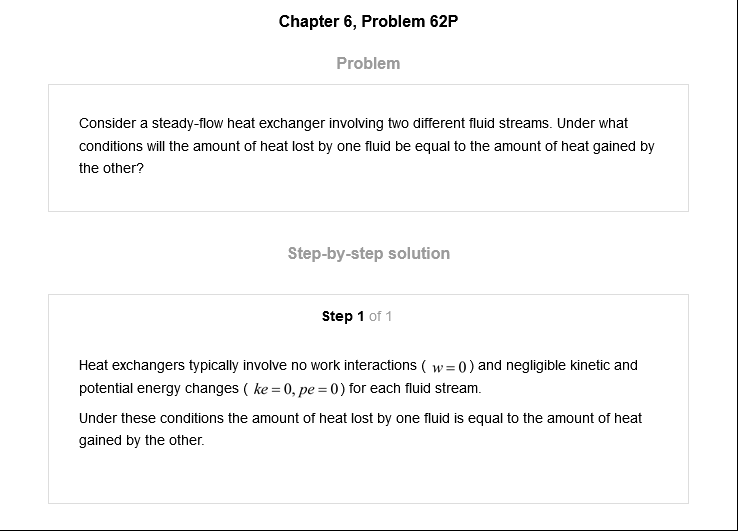 Chapter 6, Problem 62P
Problem
Consider a steady-flow heat exchanger involving two different fluid streams. Under what
conditions will the amount of heat lost by one fluid be equal to the amount of heat gained by
the other?
Step-by-step solution
Step 1 of 1
Heat exchangers typically involve no work interactions ( w = 0 ) and negligible kinetic and
potential energy changes ( ke = 0, pe = 0 ) for each fluid stream.
Under these conditions the amount of heat lost by one fluid is equal to the amount of heat
gained by the other.